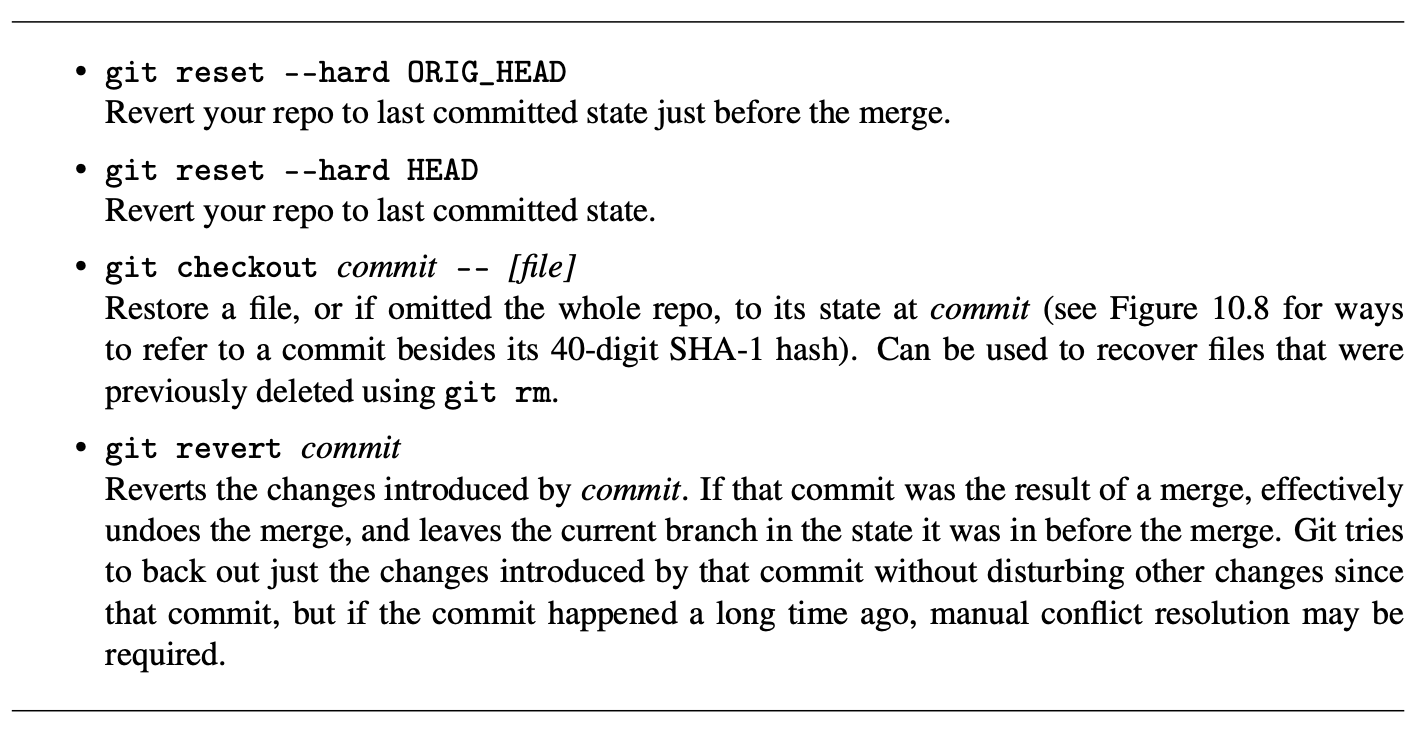 • git reset --hard ORIG_HEAD
Revert your repo to last committed state just before the merge.
• git reset --hard HEAD
Revert your repo to last committed state.
• git checkout commit -- [file]
Restore a file, or if omitted the whole repo, to its state at commit (see Figure 10.8 for ways
to refer to a commit besides its 40-digit SHA-1 hash). Can be used to recover files that were
previously deleted using git rm.
• git revert commit
Reverts the changes introduced by commit. If that commit was the result of a merge, effectively
undoes the merge, and leaves the current branch in the state it was in before the merge. Git tries
to back out just the changes introduced by that commit without disturbing other changes since
that commit, but if the commit happened a long time ago, manual conflict resolution may be
required.